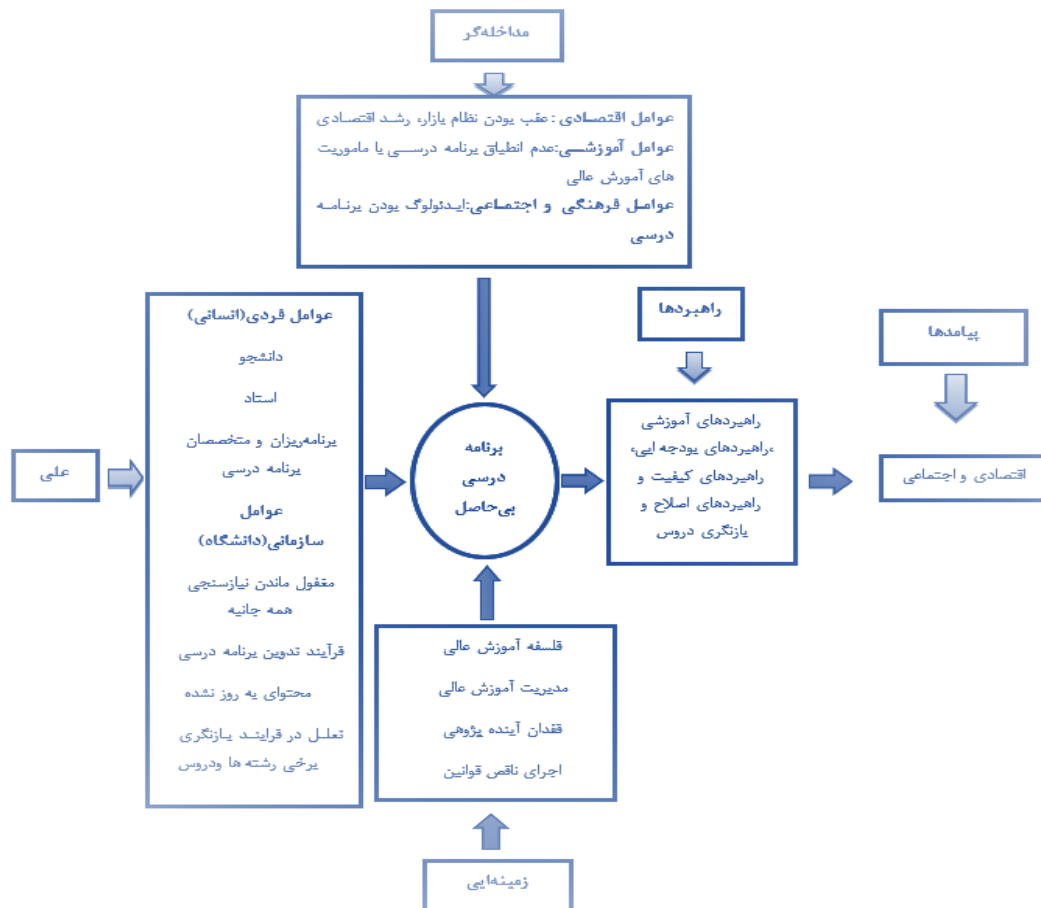 مداخله‌گر
عوامل اقتصادی: عقب بودن نظام بازار، رشد اقتصادی
عوامل آموزشی:عدم انطباق برنامه درسی با ماموریت
های آمورش عالی
عوامل فرهنگی و اجتماعی:ایدئولوگ بودن برنامه
درسی
راهبردها
پیامدها
عوامل فردی(انسانی)
دانشجو
استاد
برنامه‌ریزان و متخصصان
برنامه درسی
عوامل
سازمانی(دانشگاه)
مغفول ماندن نیازسنجی
همه جانبه
فرآیند تدوین برنامه درسی
محتوای به روز نشده
تعلل در فرایند بازنگری
برخی رشته ها ودروس
علی
برنامه
درسی
بی‌حاصل
راهبردهای آموزشی
،راهبردهای بودجه ایی،
راهبردهای کیفیت و
راهبردهای اصلاح و
بازنگری دروس
اقتصادی و اجتماعی
فلسفه آموزش عالی
مدیریت آموزش عالی
فقدان آینده پژوهی
اجرای ناقص قوانین
زمینه‌ایی